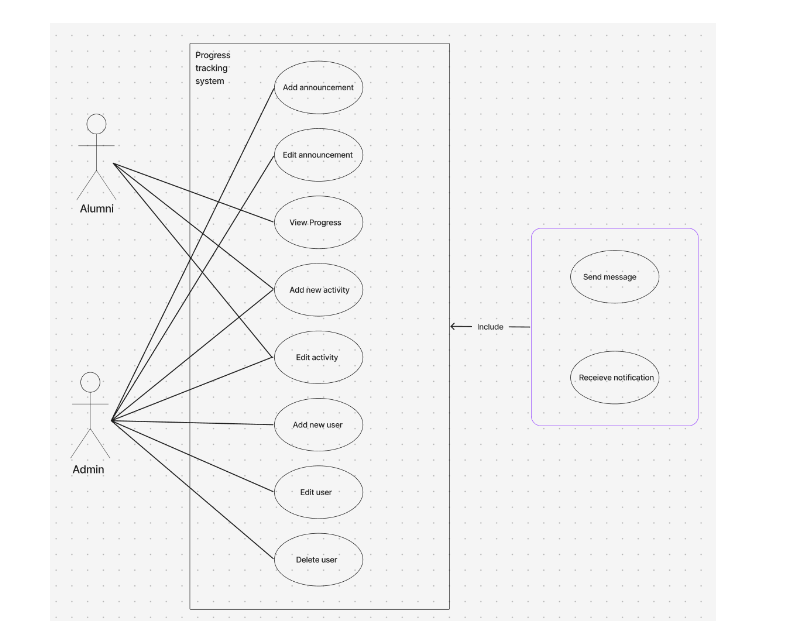 Progress
tracking
system
Add announcement
Edit announcement
View Progress
Alumni
Add new activity
Send message
Include
Edit activity
Receieve notification
Add new user
Admin
Edit user
Delete user